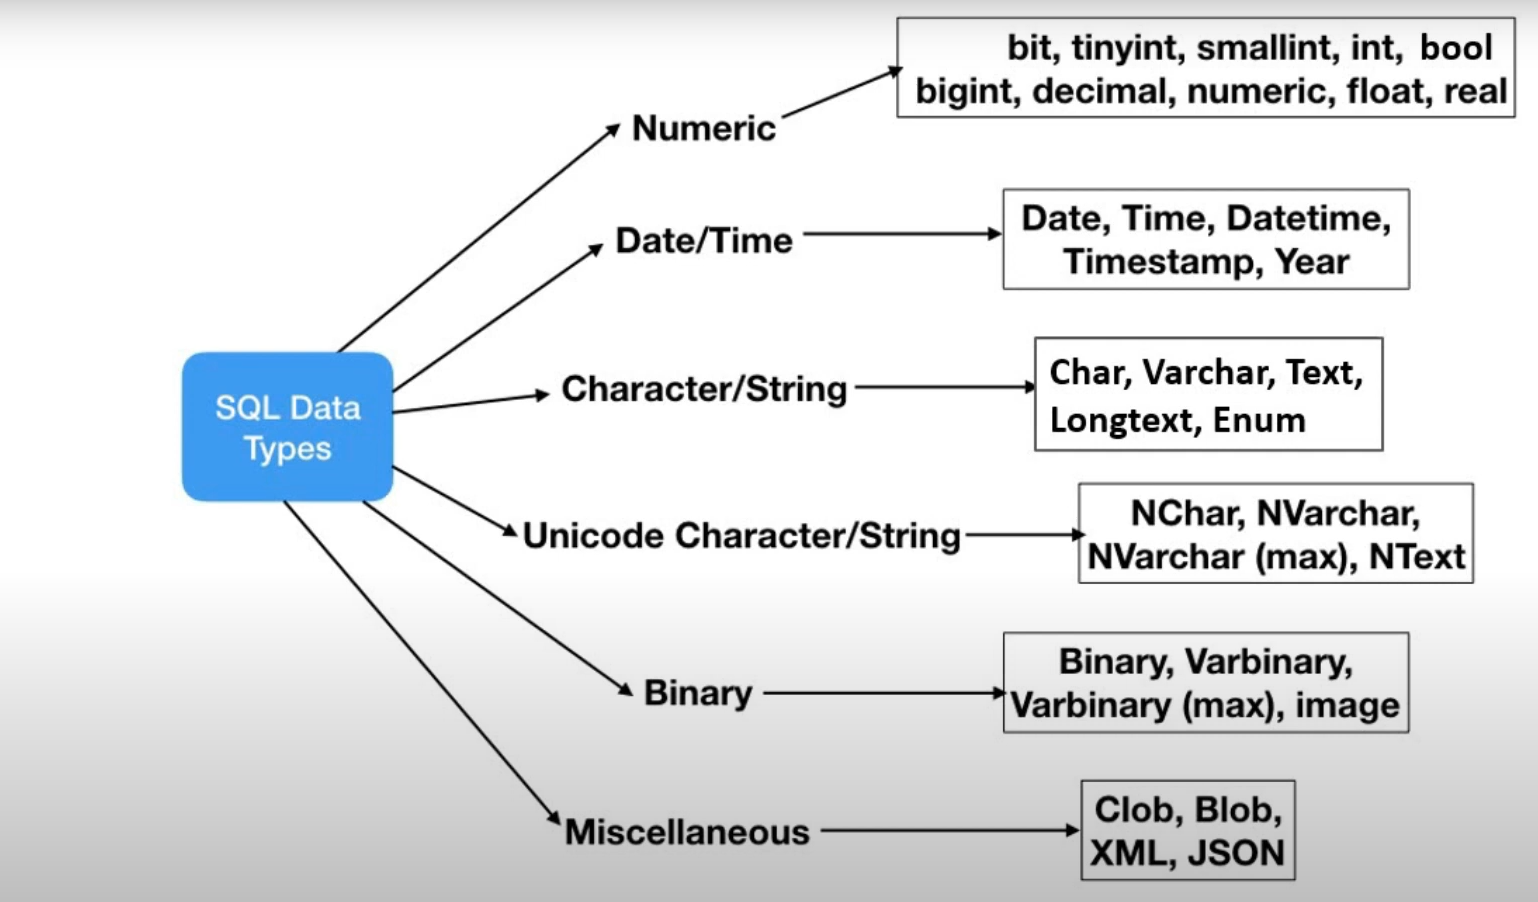 bit, tinyint, smallint, int, bool
bigint, decimal, numeric, float, real
Numeric
Date/Time
Date, Time, Datetime,
Timestamp, Year
SQL Data
Types
Character/String
Char, Varchar, Text,
Longtext, Enum
Unicode Character/String
NChar, NVarchar,
NVarchar (max), NText
Binary
Binary, Varbinary,
Varbinary (max), image
Miscellaneous
Clob, Blob,
XML, JSON